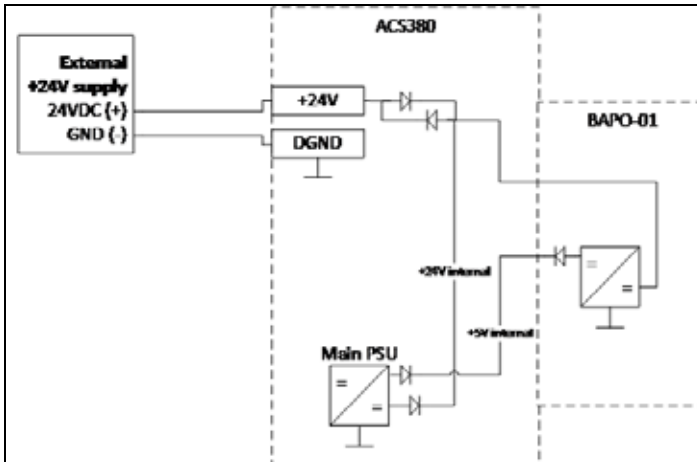 ACS380
External
+24V supply
24VDC (+)
GND (-)
+24V
DGND
BAPO-01
+24V internal
+5V internal
Main PSU
=
=
=
=